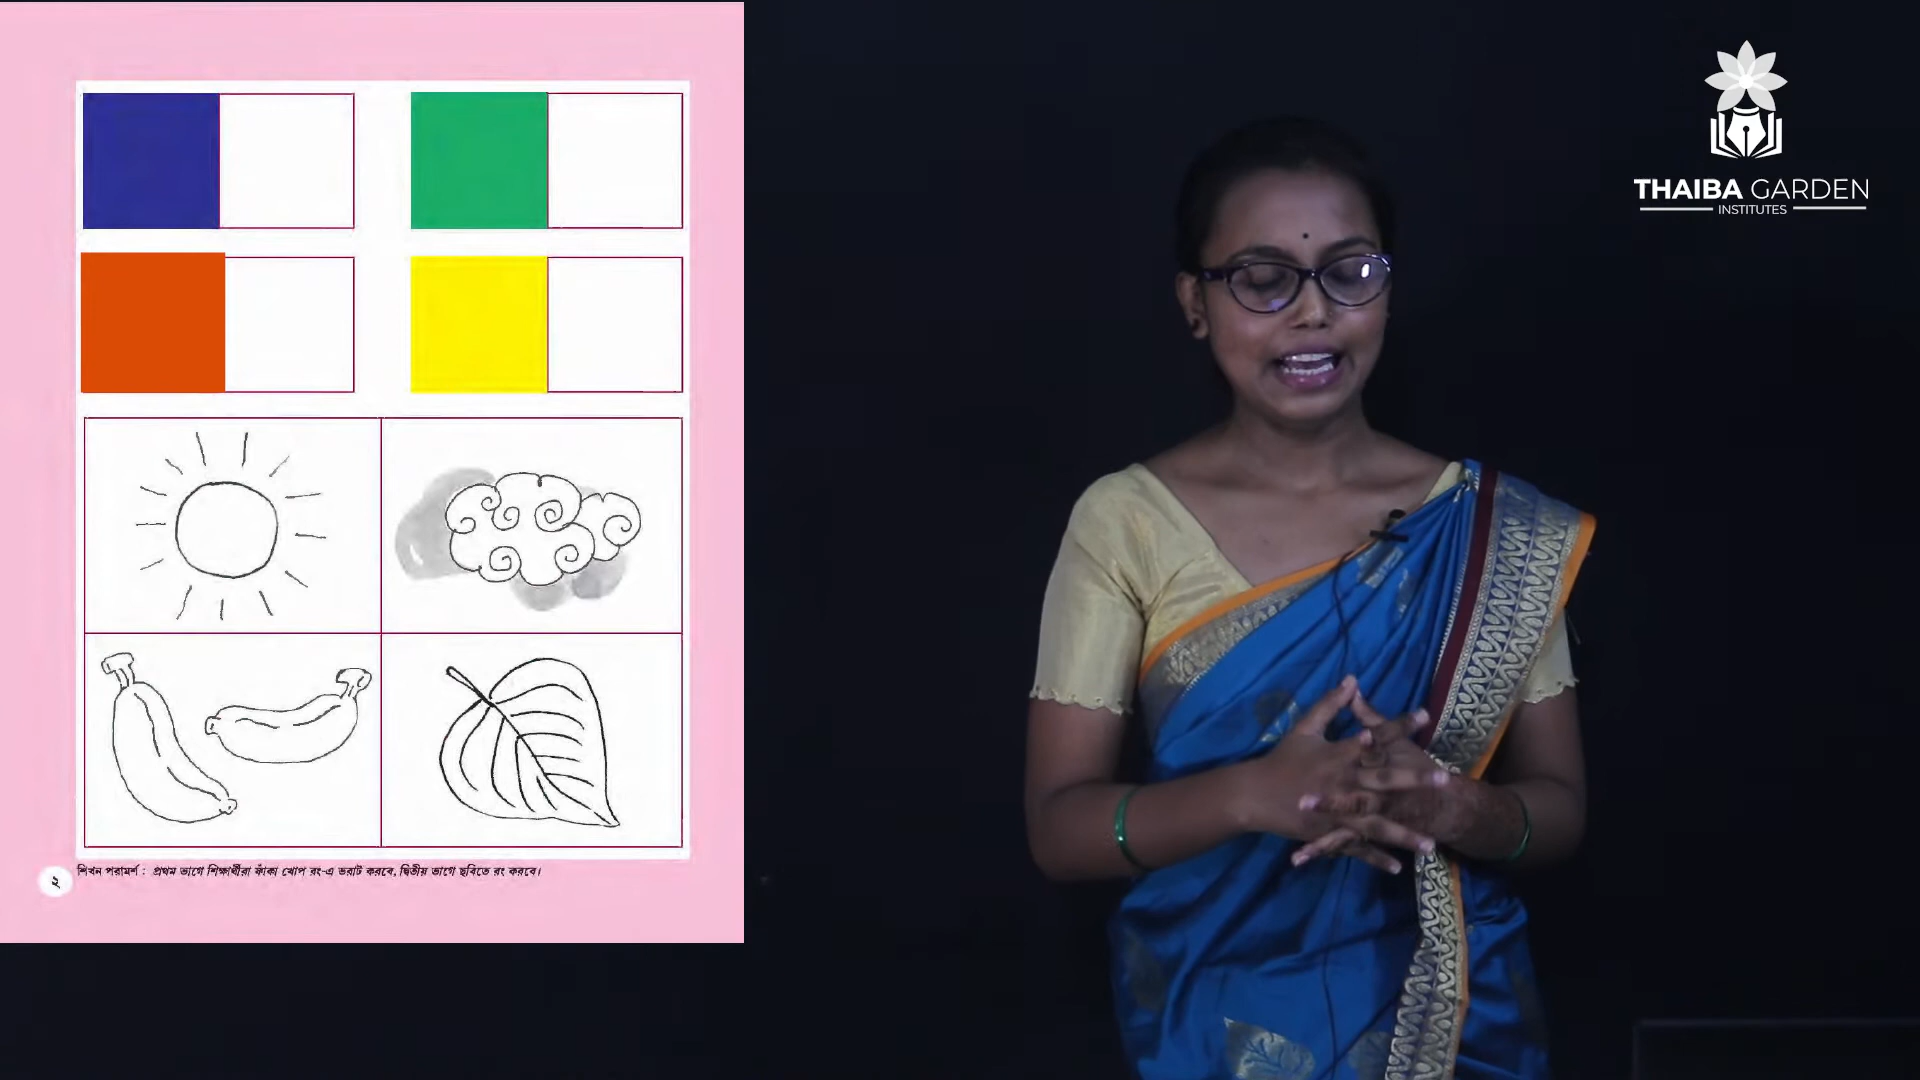 THAIBA GARDEN
INSTITUTES
শিখন পরামর্শ : প্রথম ভাগে শিক্ষার্থীরা ফাঁকা খোপ রং-এ ভরাট করবে, দ্বিতীয় ভাগে ছবিতে রং করবে।
২